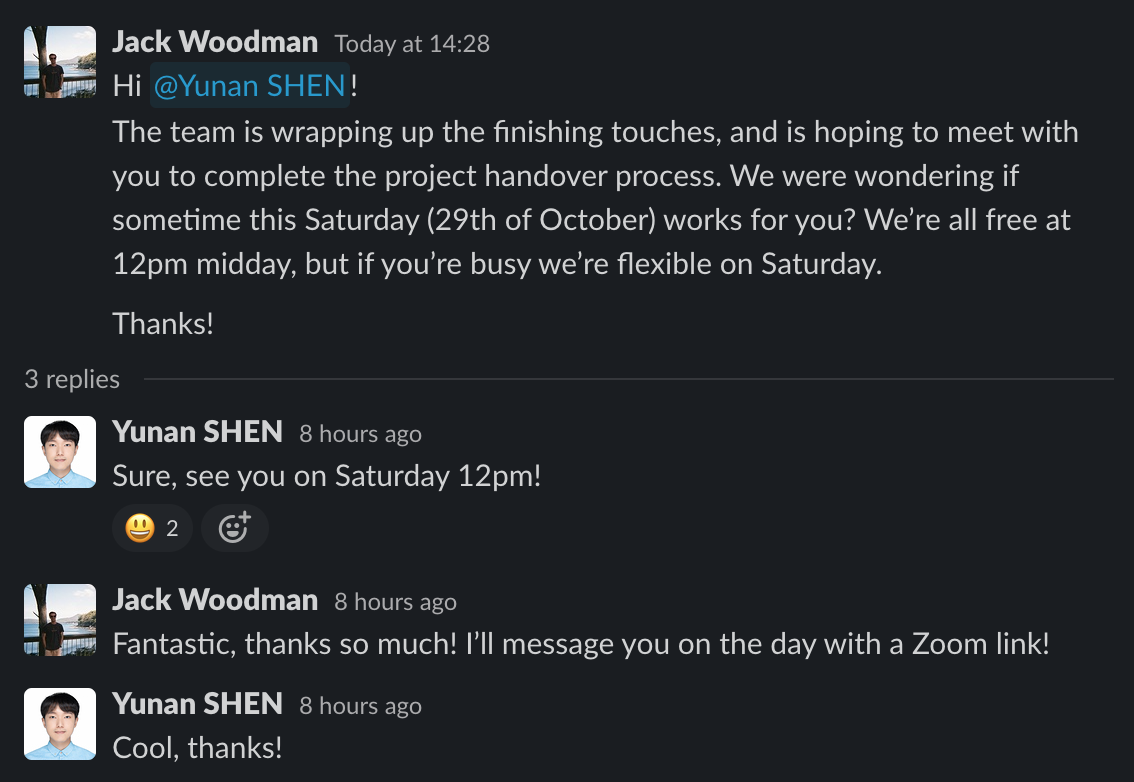 Jack Woodman Today at 14:28
Hi @Yunan SHEN!
The team is wrapping up the finishing touches, and is hoping to meet with
you to complete the project handover process. We were wondering if
sometime this Saturday (29th of October) works for you? We’re all free at
12pm midday, but if you’re busy we’re flexible on Saturday.
Thanks!
3 replies
Yunan SHEN 8 hours ago
Sure, see you on Saturday 12pm!
😃 2
Jack Woodman 8 hours ago
Fantastic, thanks so much! I’ll message you on the day with a Zoom link!
Yunan SHEN 8 hours ago
Cool, thanks!